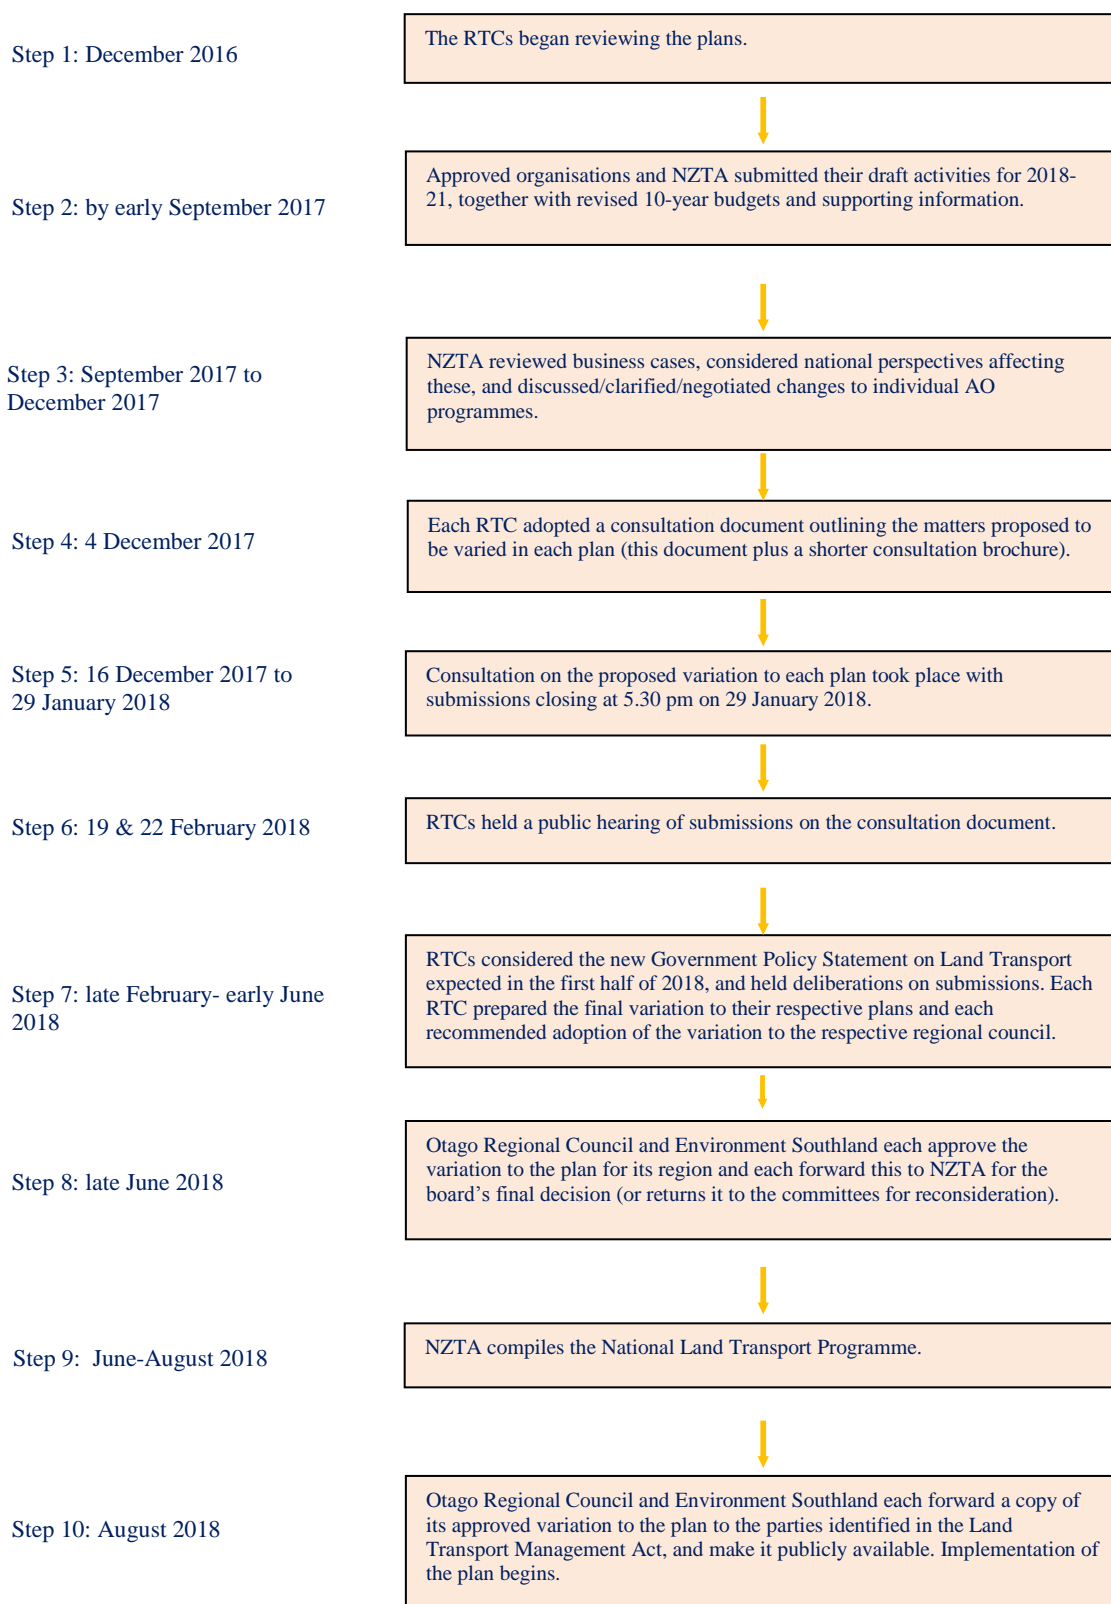 Step 1: December 2016
The RTCs began reviewing the plans.
Step 2: by early September 2017
Approved organisations and NZTA submitted their draft activities for 2018-
21, together with revised 10-year budgets and supporting information.
Step 3: September 2017 to
December 2017
NZTA reviewed business cases, considered national perspectives affecting
these, and discussed/clarified/negotiated changes to individual AO
programmes.
Step 4: 4 December 2017
Each RTC adopted a consultation document outlining the matters proposed to
be varied in each plan (this document plus a shorter consultation brochure).
Step 5: 16 December 2017 to
29 January 2018
Consultation on the proposed variation to each plan took place with
submissions closing at 5.30 pm on 29 January 2018.
Step 6: 19 & 22 February 2018
RTCs held a public hearing of submissions on the consultation document.
Step 7: late February- early June
2018
RTCs considered the new Government Policy Statement on Land Transport
expected in the first half of 2018, and held deliberations on submissions. Each
RTC prepared the final variation to their respective plans and each
recommended adoption of the variation to the respective regional council.
Step 8: late June 2018
Otago Regional Council and Environment Southland each approve the
variation to the plan for its region and each forward this to NZTA for the
board’s final decision (or returns it to the committees for reconsideration).
Step 9:  June-August 2018
NZTA compiles the National Land Transport Programme.
Step 10: August 2018
Otago Regional Council and Environment Southland each forward a copy of
its approved variation to the plan to the parties identified in the Land
Transport Management Act, and make it publicly available. Implementation of
the plan begins.